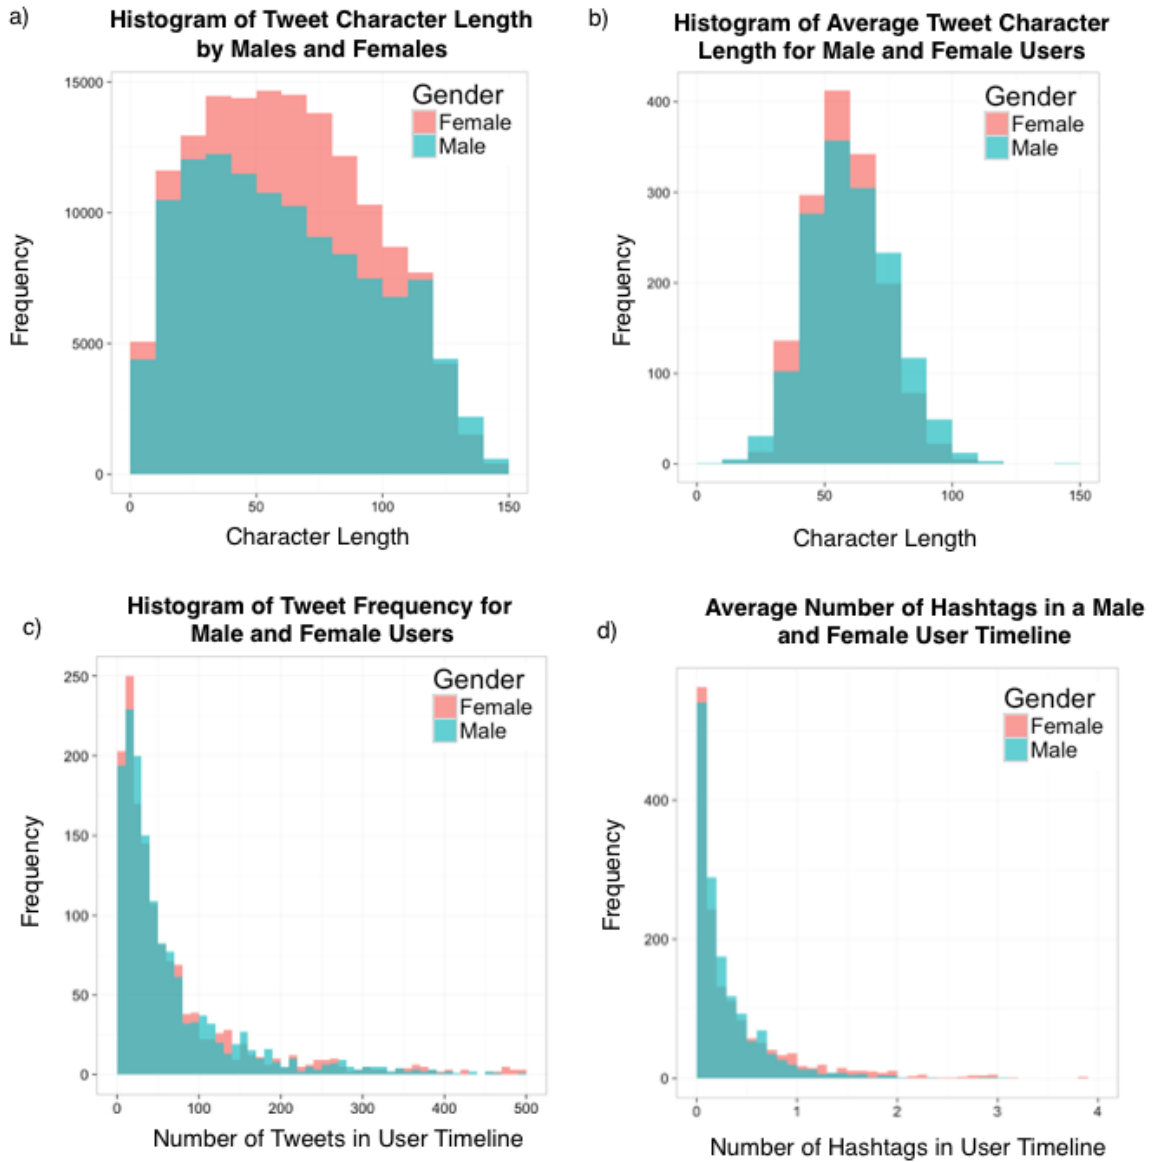 a)
Histogram of Tweet Character Length
by Males and Females
Gender
Female
Male
15000
10000
5000
0
Frequency
0 50 100 150
Character Length
b)
Histogram of Average Tweet Character
Length for Male and Female Users
Gender
Female
Male
400
300
200
100
0
Frequency
0 50 100 150
Character Length
c)
Histogram of Tweet Frequency for
Male and Female Users
Gender
Female
Male
250
200
150
100
50
0
Frequency
0 100 200 300 400 500
Number of Tweets in User Timeline
d)
Average Number of Hashtags in a Male
and Female User Timeline
Gender
Female
Male
400
200
0
Frequency
0 1 2 3 4
Number of Hashtags in User Timeline